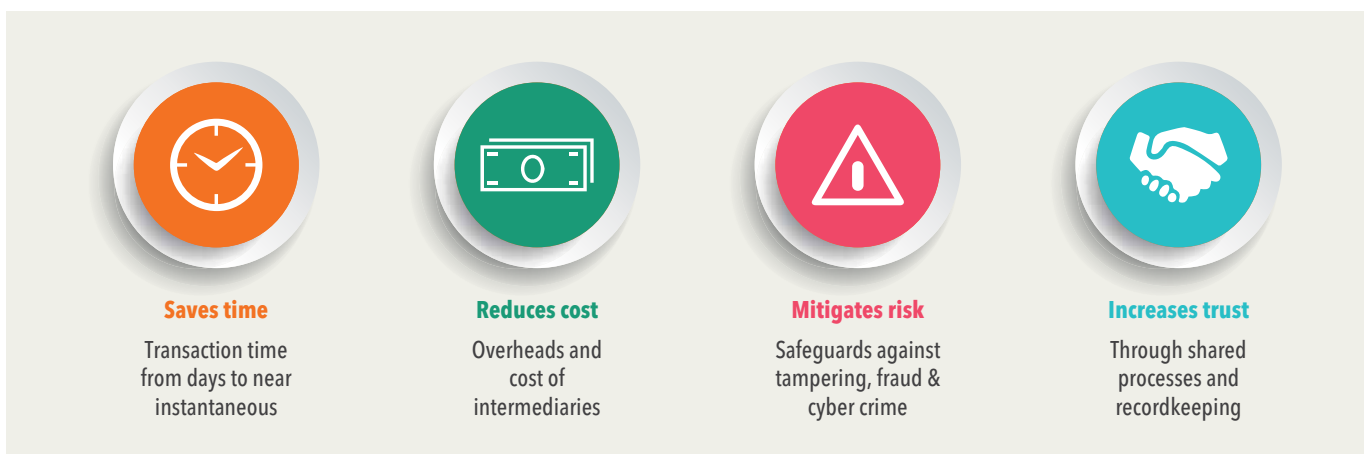 Saves time
Transaction time
from days to near
instantaneous
Reduces cost
Overheads and
cost of
intermediaries
Mitigates risk
Safeguards against
tampering, fraud &
cyber crime
Increases trust
Through shared
processes and
recordkeeping